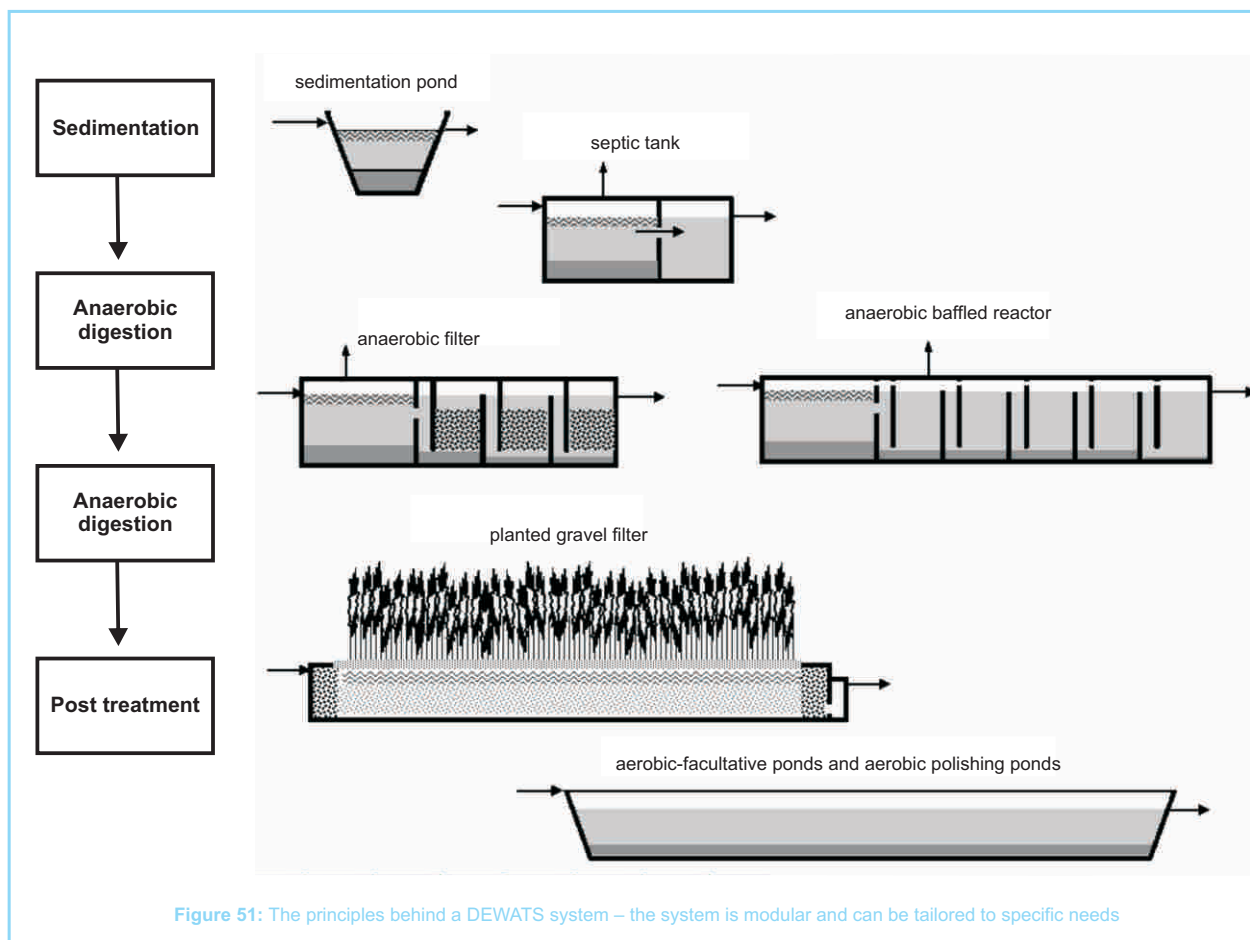 Sedimentation
Anaerobic
digestion
Anaerobic
digestion
Post treatment
sedimentation pond
septic tank
anaerobic filter
anaerobic baffled reactor
planted gravel filter
aerobic-facultative ponds and aerobic polishing ponds
Figure 51: The principles behind a DEWATS system – the system is modular and can be tailored to specific needs